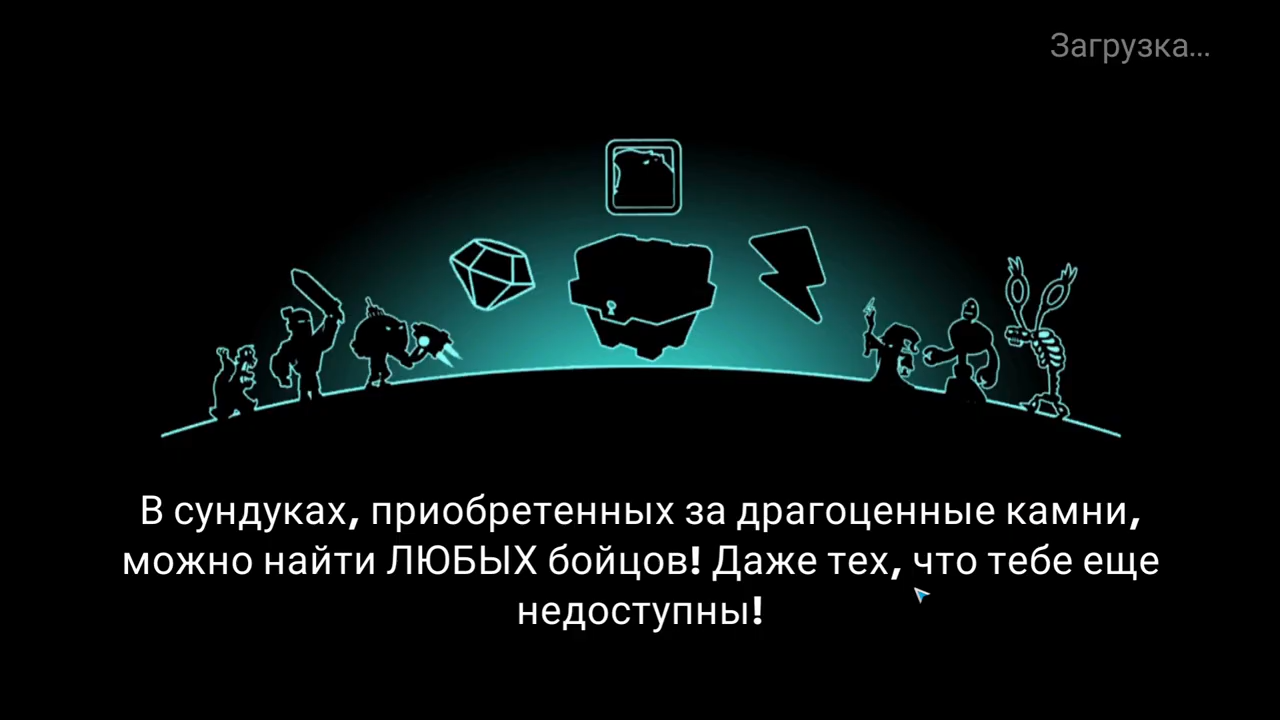 Загрузка...
В сундуках, приобретенных за драгоценные камни,
можно найти ЛЮБЫХ бойцов! Даже тех, что тебе еще
недоступны!